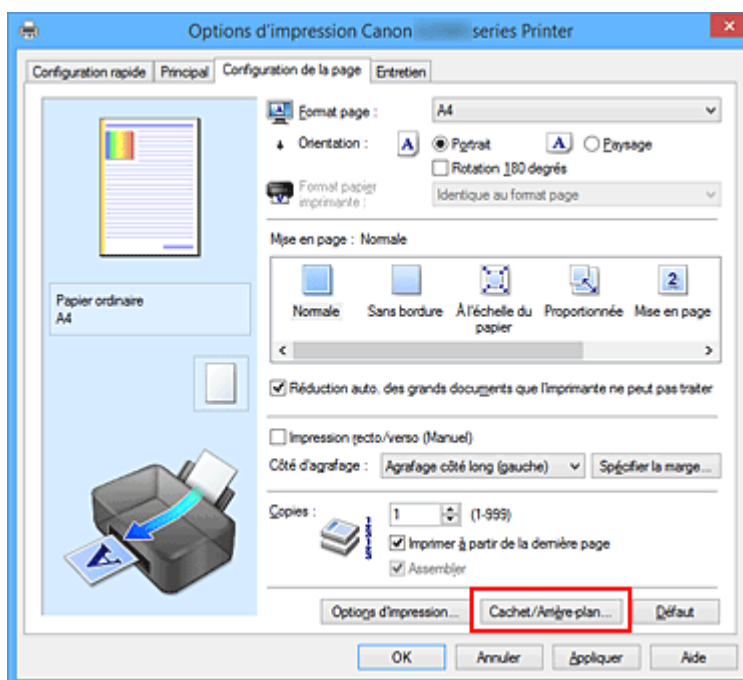 Options d'impression Canon series Printer
Configuration rapide Principal Configuration de la page Entretien
Format page : A4
Orientation : A Portrait A Paysage
Rotation 180 degrés
Format papier
imprimante : Identique au format page
Mise en page : Normale
2
Normale Sans bordure À l'échelle du
papier Proportionnée Mise en page
Papier ordinaire
A4
Réduction auto. des grands documents que l'imprimante ne peut pas traiter
Impression recto/verso (Manuel)
Côté d'agrafage : Agrafage côté long (gauche) Spécifier la marge...
Copies : 1 (1-999)
Imprimer à partir de la dernière page
Assembler
A
Options d'impression... Cachet/Arrière-plan... Défaut
OK Annuler Appliquer Aide